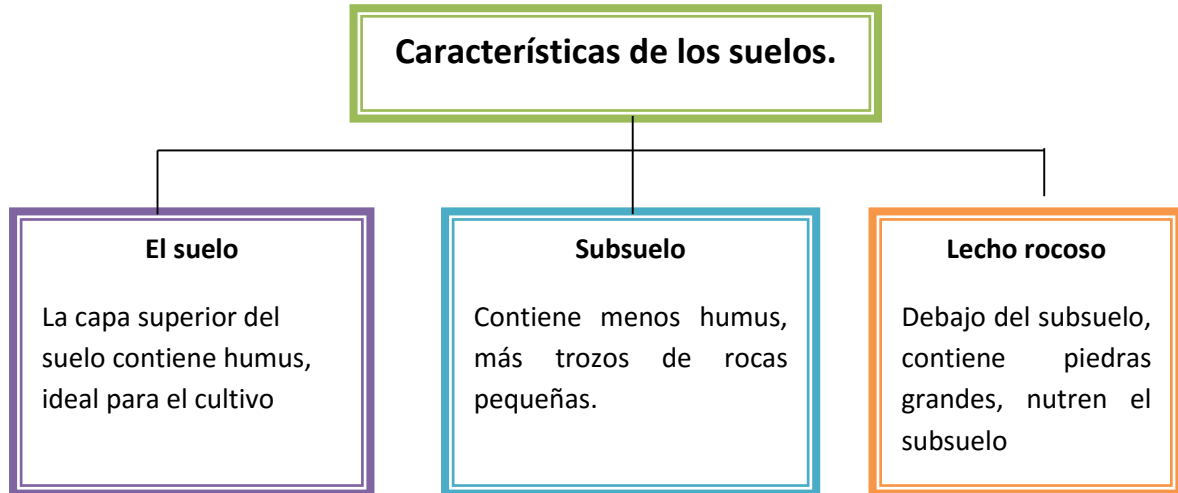 Características de los suelos.
El suelo
La capa superior del
suelo contiene humus,
ideal para el cultivo
Subsuelo
Contiene menos humus,
más trozos de rocas
pequeñas.
Lecho rocoso
Debajo del subsuelo,
contiene piedras
grandes, nutren el
subsuelo